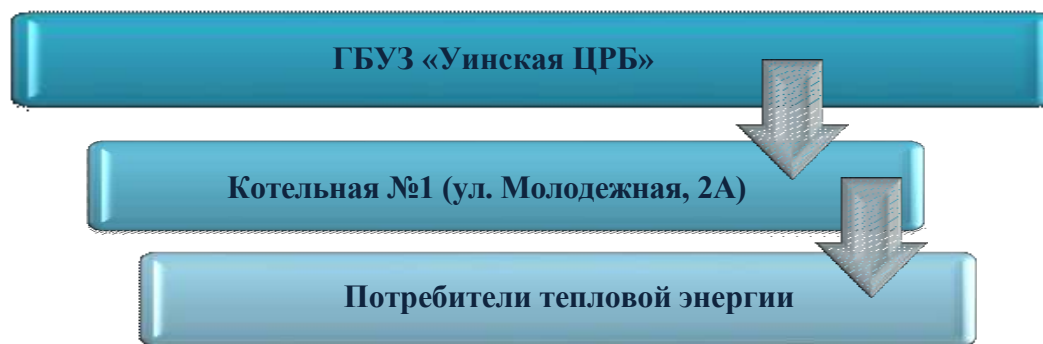 ГБУЗ «Уинская ЦРБ»
Котельная №1 (ул. Молодежная, 2А)
Потребители тепловой энергии